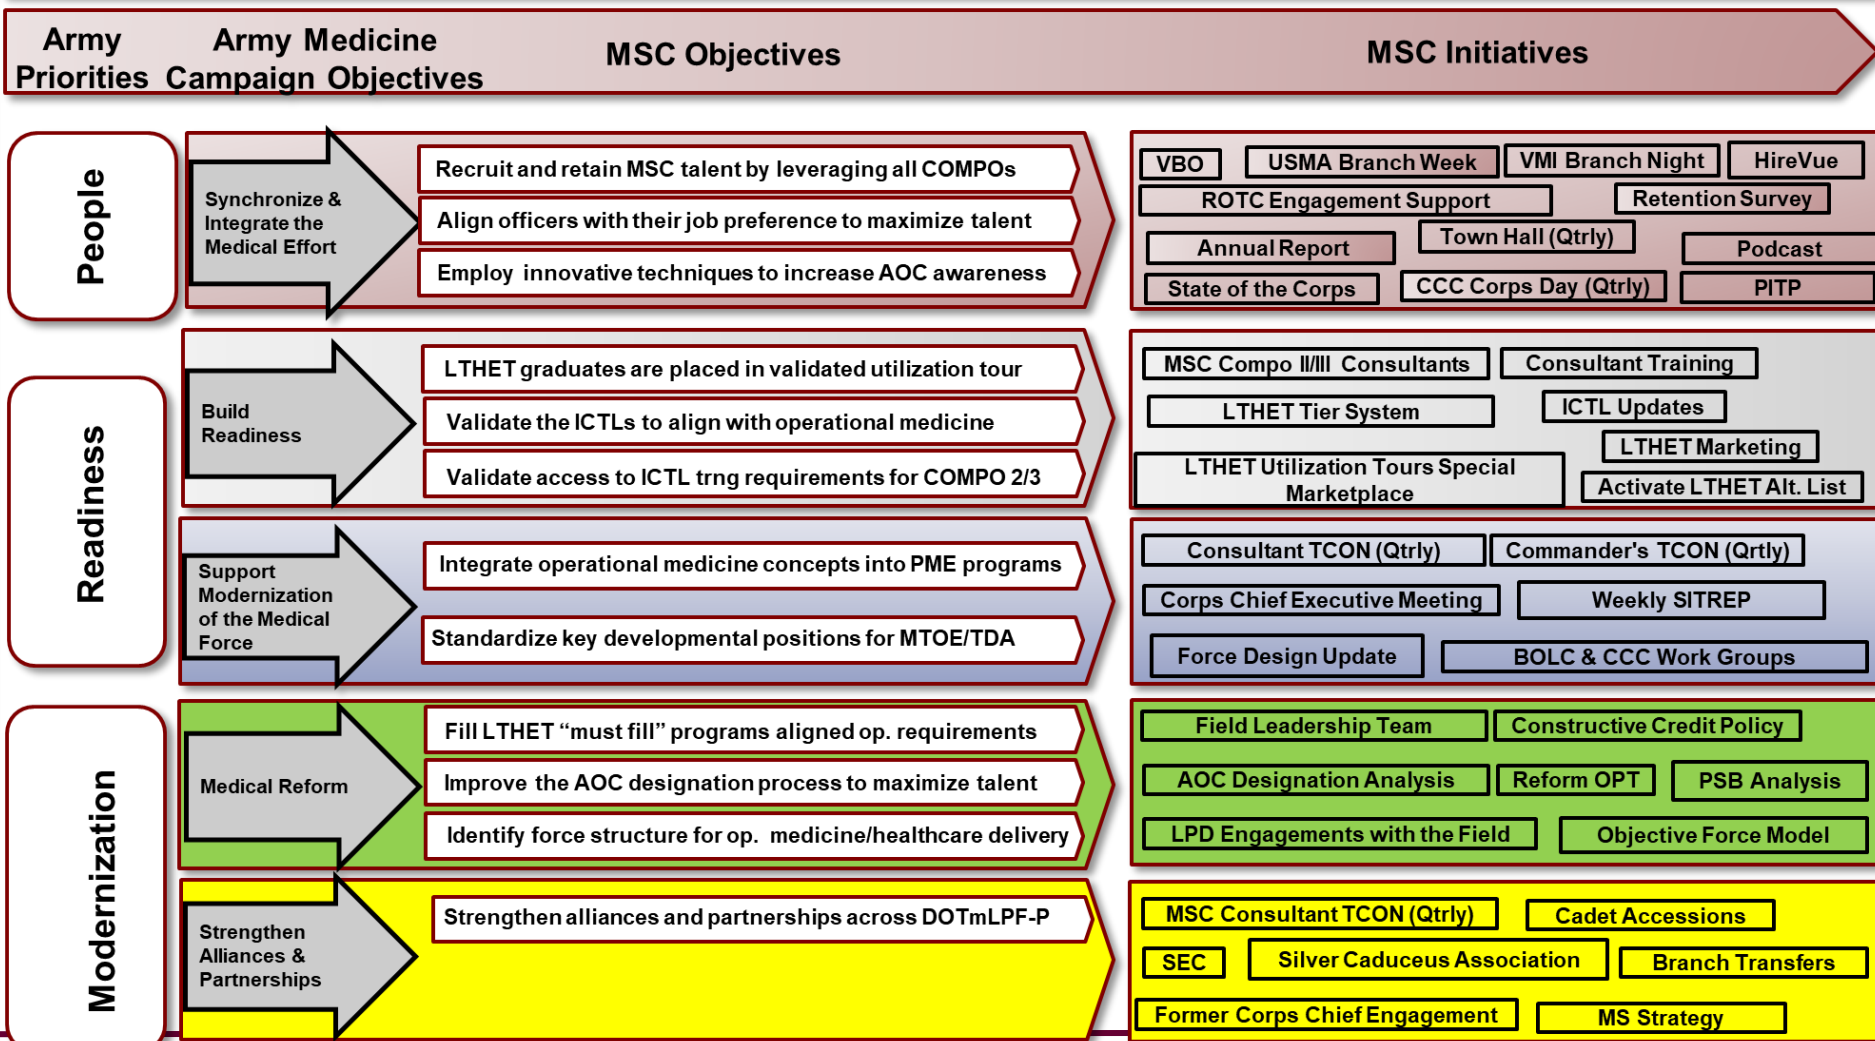 Army
Priorities
Army Medicine
Campaign Objectives
MSC Objectives
MSC Initiatives
People
Synchronize &
Integrate the
Medical Effort
Recruit and retain MSC talent by leveraging all COMPOs
Align officers with their job preference to maximize talent
Employ innovative techniques to increase AOC awareness
VBO
USMA Branch Week
VMI Branch Night
HireVue
ROTC Engagement Support
Retention Survey
Annual Report
Town Hall (Qtrly)
Podcast
State of the Corps
CCC Corps Day (Qtrly)
PITP
Readiness
Build
Readiness
LTHET graduates are placed in validated utilization tour
Validate the ICTLs to align with operational medicine
Validate access to ICTL trng requirements for COMPO 2/3
MSC Compo II/III Consultants
Consultant Training
LTHET Tier System
ICTL Updates
LTHET Marketing
LTHET Utilization Tours Special
Marketplace
Activate LTHET Alt. List
Support
Modernization
of the Medical
Force
Integrate operational medicine concepts into PME programs
Standardize key developmental positions for MTOE/TDA
Consultant TCON (Qtrly)
Commander's TCON (Qrtly)
Corps Chief Executive Meeting
Weekly SITREP
Force Design Update
BOLC & CCC Work Groups
Modernization
Medical Reform
Fill LTHET “must fill” programs aligned op. requirements
Improve the AOC designation process to maximize talent
Identify force structure for op. medicine/healthcare delivery
Field Leadership Team
Constructive Credit Policy
AOC Designation Analysis
Reform OPT
PSB Analysis
LPD Engagements with the Field
Objective Force Model
Strengthen
Alliances &
Partnerships
Strengthen alliances and partnerships across DOTmLPF-P
MSC Consultant TCON (Qtrly)
Cadet Accessions
SEC
Silver Caduceus Association
Branch Transfers
Former Corps Chief Engagement
MS Strategy